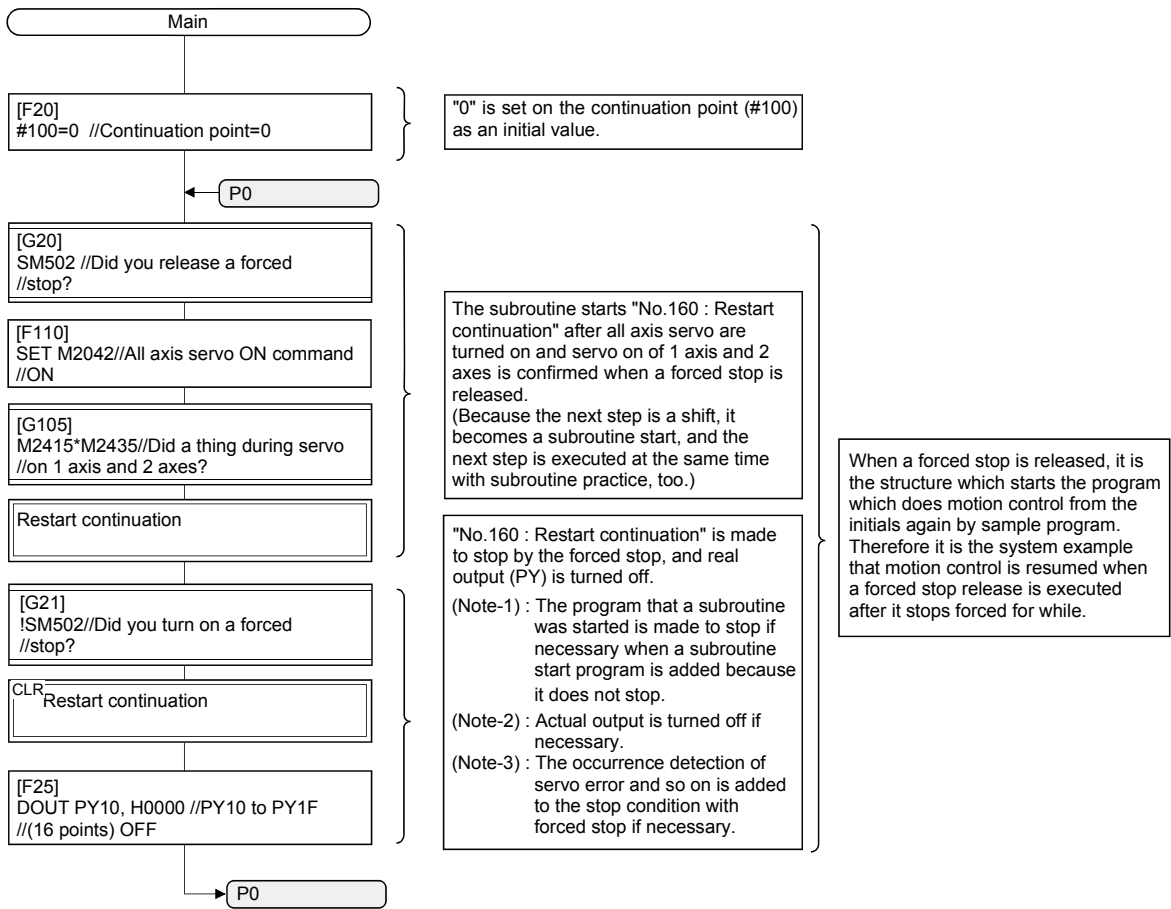 Main
[F20]
#100=0  //Continuation point=0
"0" is set on the continuation point (#100)
as an initial value.
P0
[G20]
SM502 //Did you release a forced
//stop?
[F110]
SET M2042//All axis servo ON command
//ON
[G105]
M2415*M2435//Did a thing during servo
//on 1 axis and 2 axes?
Restart continuation
The subroutine starts "No.160 : Restart
continuation" after all axis servo are
turned on and servo on of 1 axis and 2
axes is confirmed when a forced stop is
released.
(Because the next step is a shift, it
becomes a subroutine start, and the
next step is executed at the same time
with subroutine practice, too.)
[G21]
!SM502//Did you turn on a forced
//stop?
CLR
Restart continuation
[F25]
DOUT PY10, H0000 //PY10 to PY1F
//(16 points) OFF
"No.160 : Restart continuation" is made
to stop by the forced stop, and real
output (PY) is turned off.
(Note-1) : The program that a subroutine
was started is made to stop if
necessary when a subroutine
start program is added because
it does not stop.
(Note-2) : Actual output is turned off if
necessary.
(Note-3) : The occurrence detection of
servo error and so on is added
to the stop condition with
forced stop if necessary.
When a forced stop is released, it is
the structure which starts the program
which does motion control from the
initials again by sample program.
Therefore it is the system example
that motion control is resumed when
a forced stop release is executed
after it stops forced for while.
P0